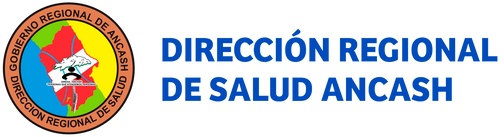 GOBIERNO REGIONAL DE ANCASH
DIRECCION REGIONAL DE SALUD
DIRECCIÓN REGIONAL
DE SALUD ANCASH